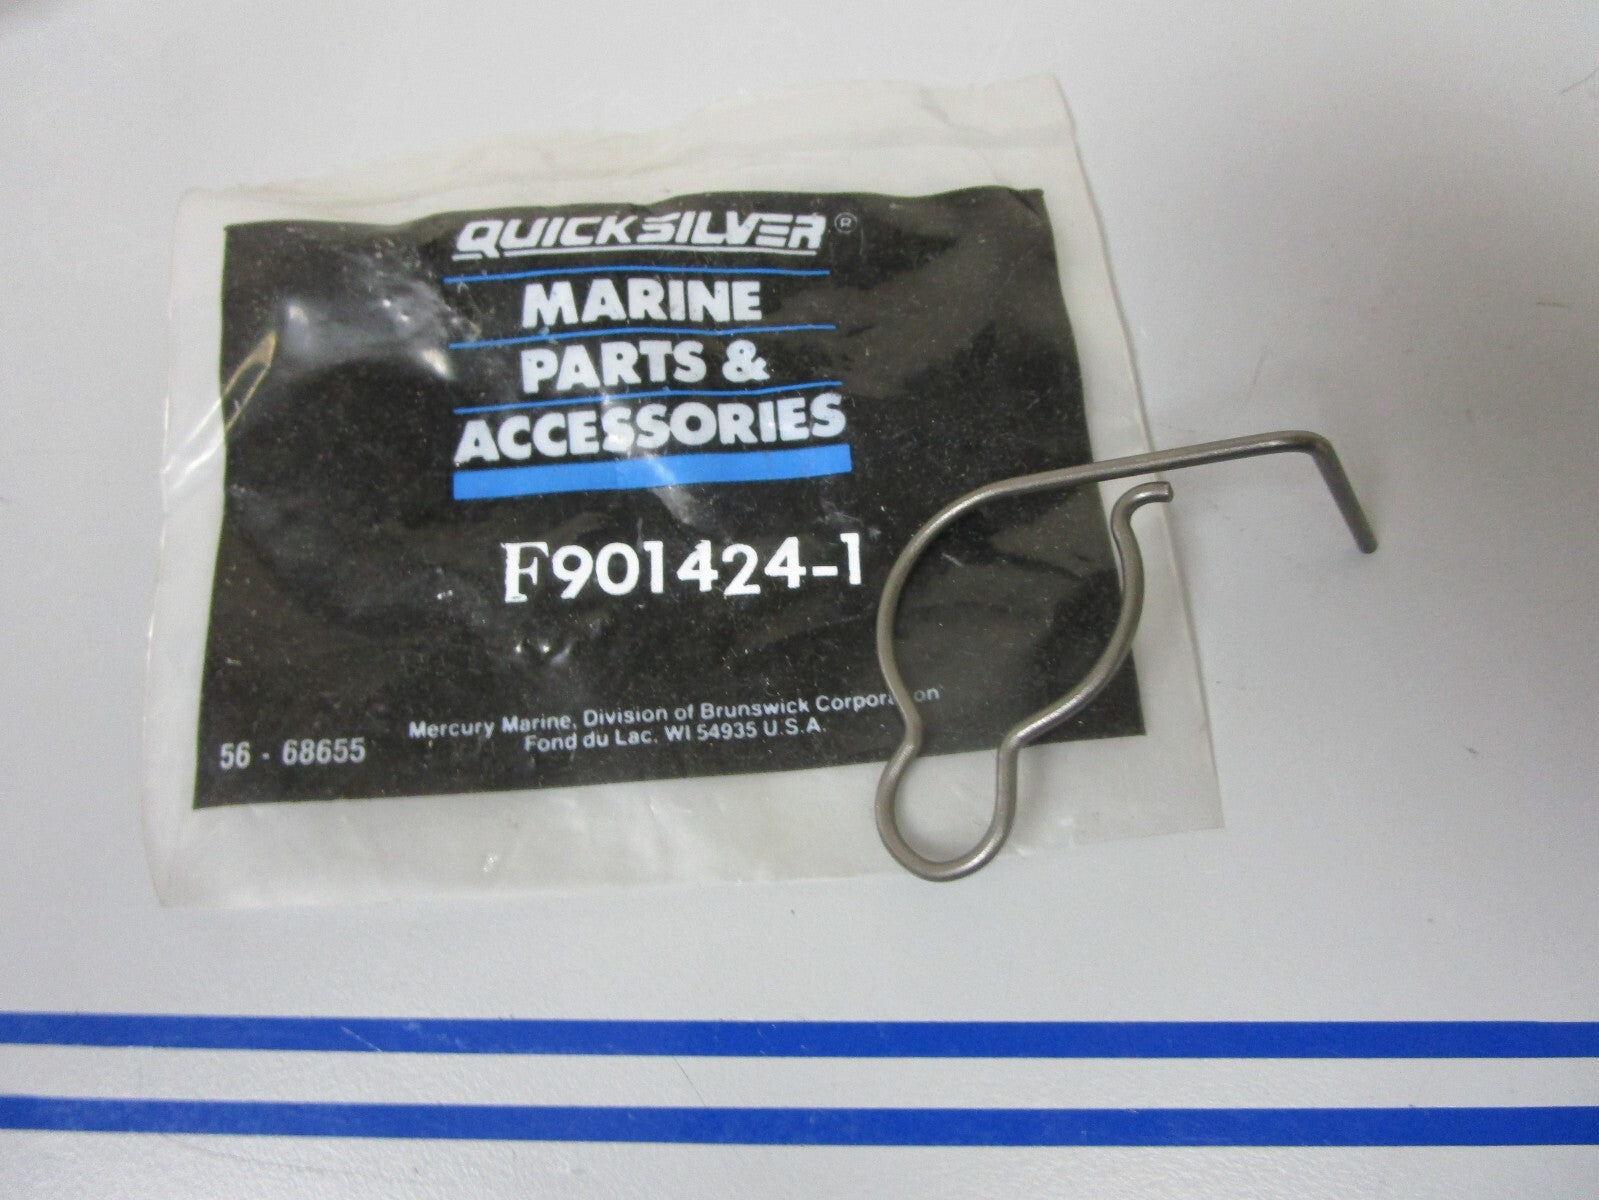 QUICKSILVER®
MARINE
PARTS &
ACCESSORIES
F901424-1
Mercury Marine, Division of Brunswick Corporation
Fond du Lac, WI 54935 U.S.A.
56 - 68655